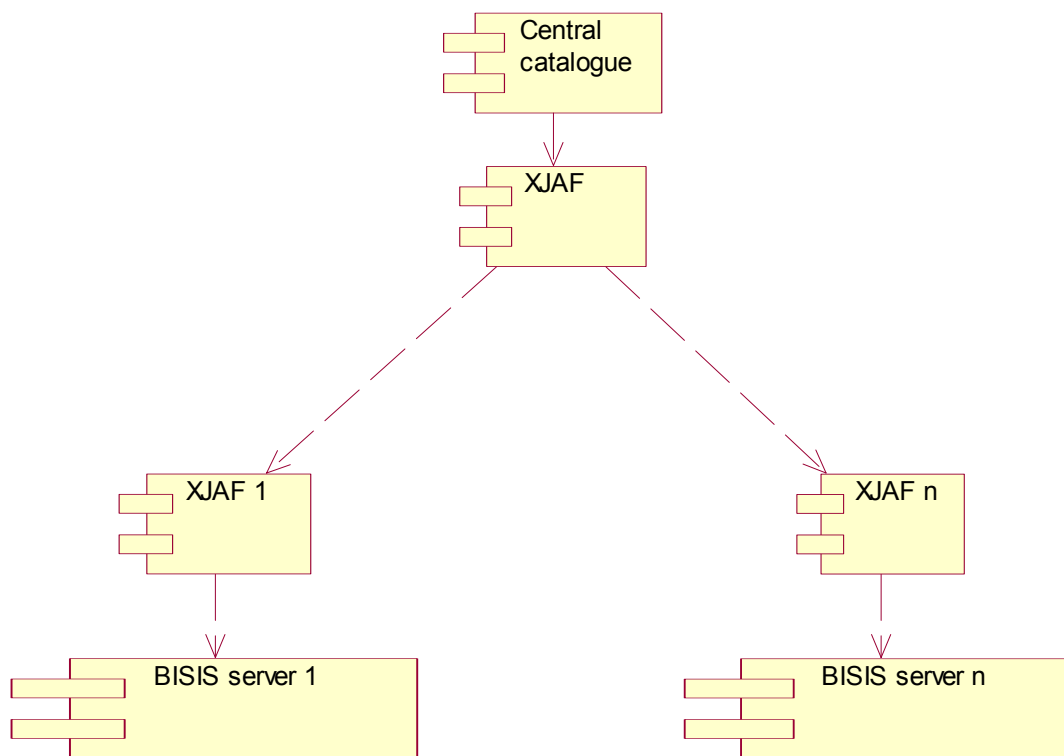 Central
catalogue
XJAF
XJAF 1
XJAF n
BISIS server 1
BISIS server n